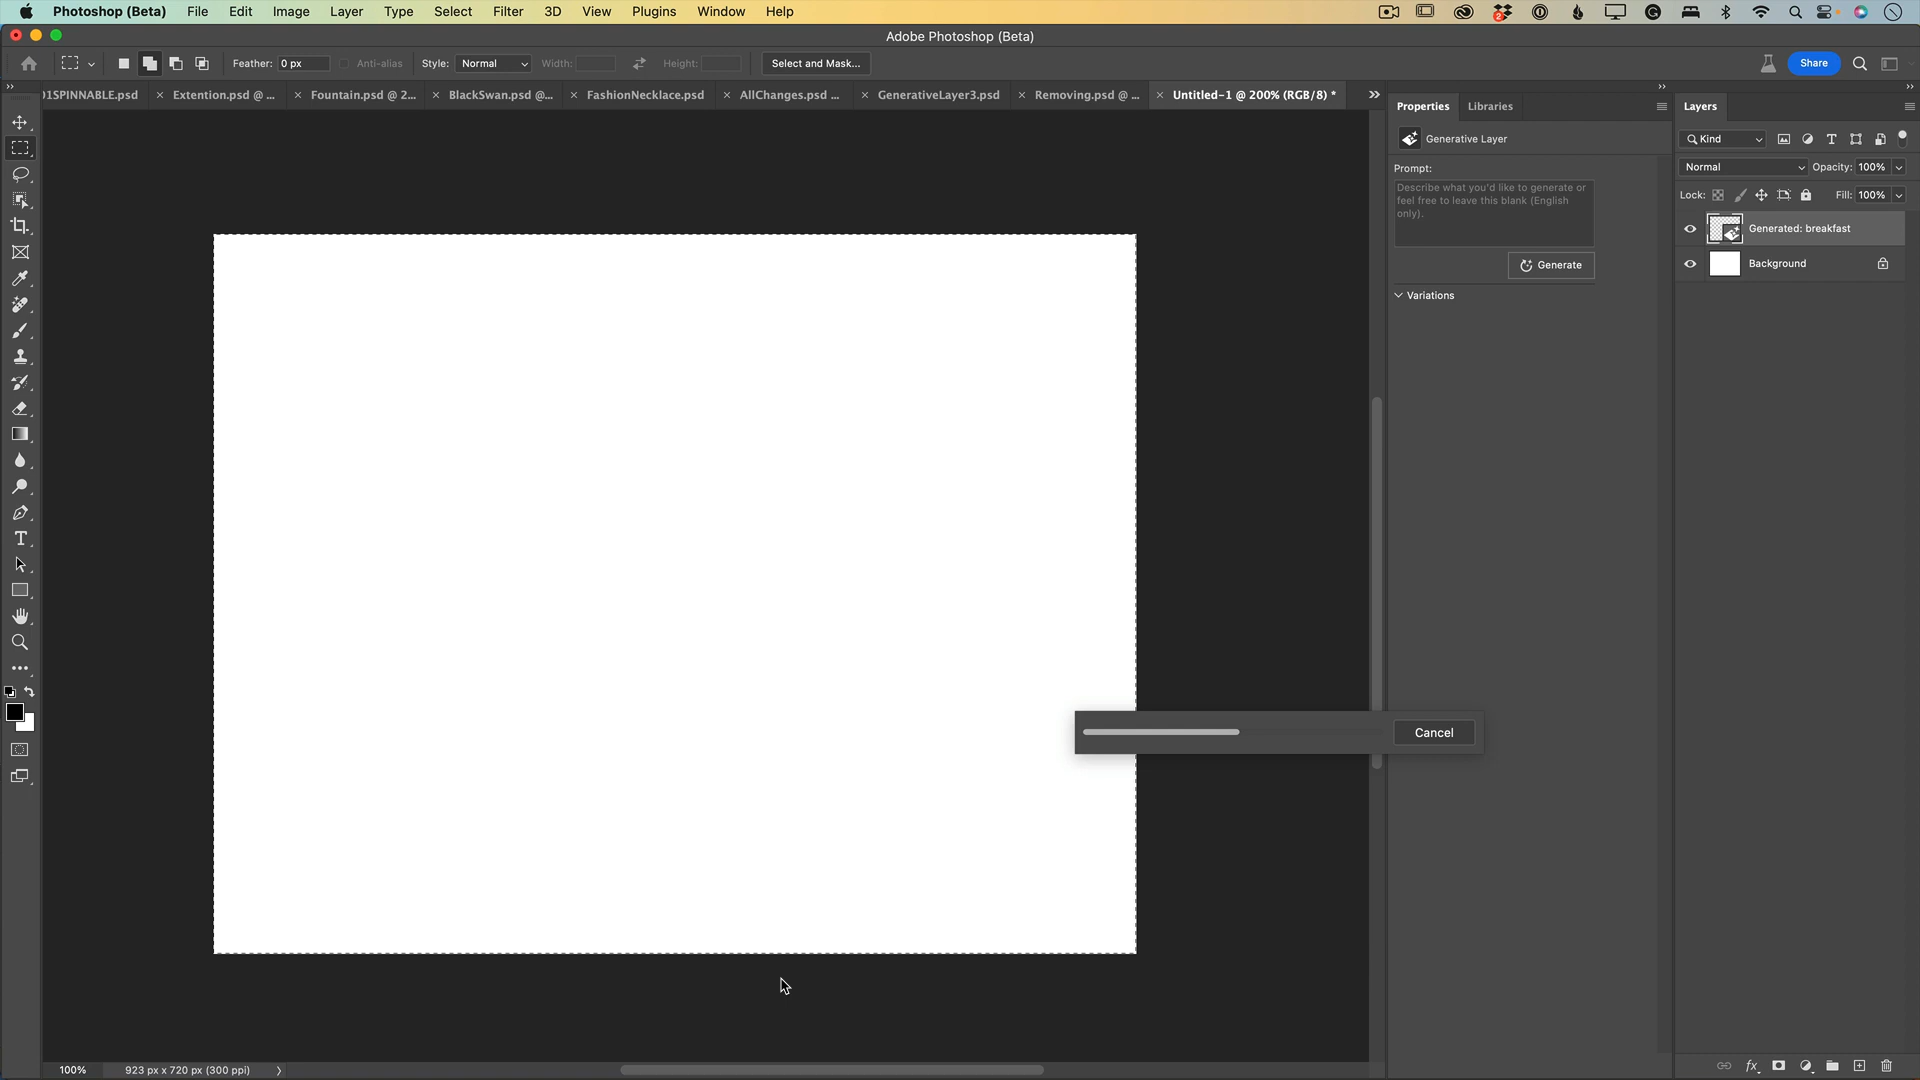 Photoshop (Beta) File Edit Image Layer Type Select Filter 3D View Plugins Window Help
2
Adobe Photoshop (Beta)
Feather: 0 px Anti-alias Style: Normal Width: Height: Select and Mask... Share
01SPINNABLE.psd × Extention.psd @ ... × Fountain.psd @ 2... × BlackSwan.psd @... × FashionNecklace.psd × AllChanges.psd ... × GenerativeLayer3.psd × Removing.psd @ ... × Untitled-1 @ 200% (RGB/8) *
Properties Libraries
Generative Layer
Prompt:
Describe what you'd like to generate or
feel free to leave this blank (English
only).
Generate
Variations
Layers
Kind
Normal Opacity: 100%
Lock: Fill: 100%
Generated: breakfast
Background
Cancel
100% 923 px x 720 px (300 ppi)
fx